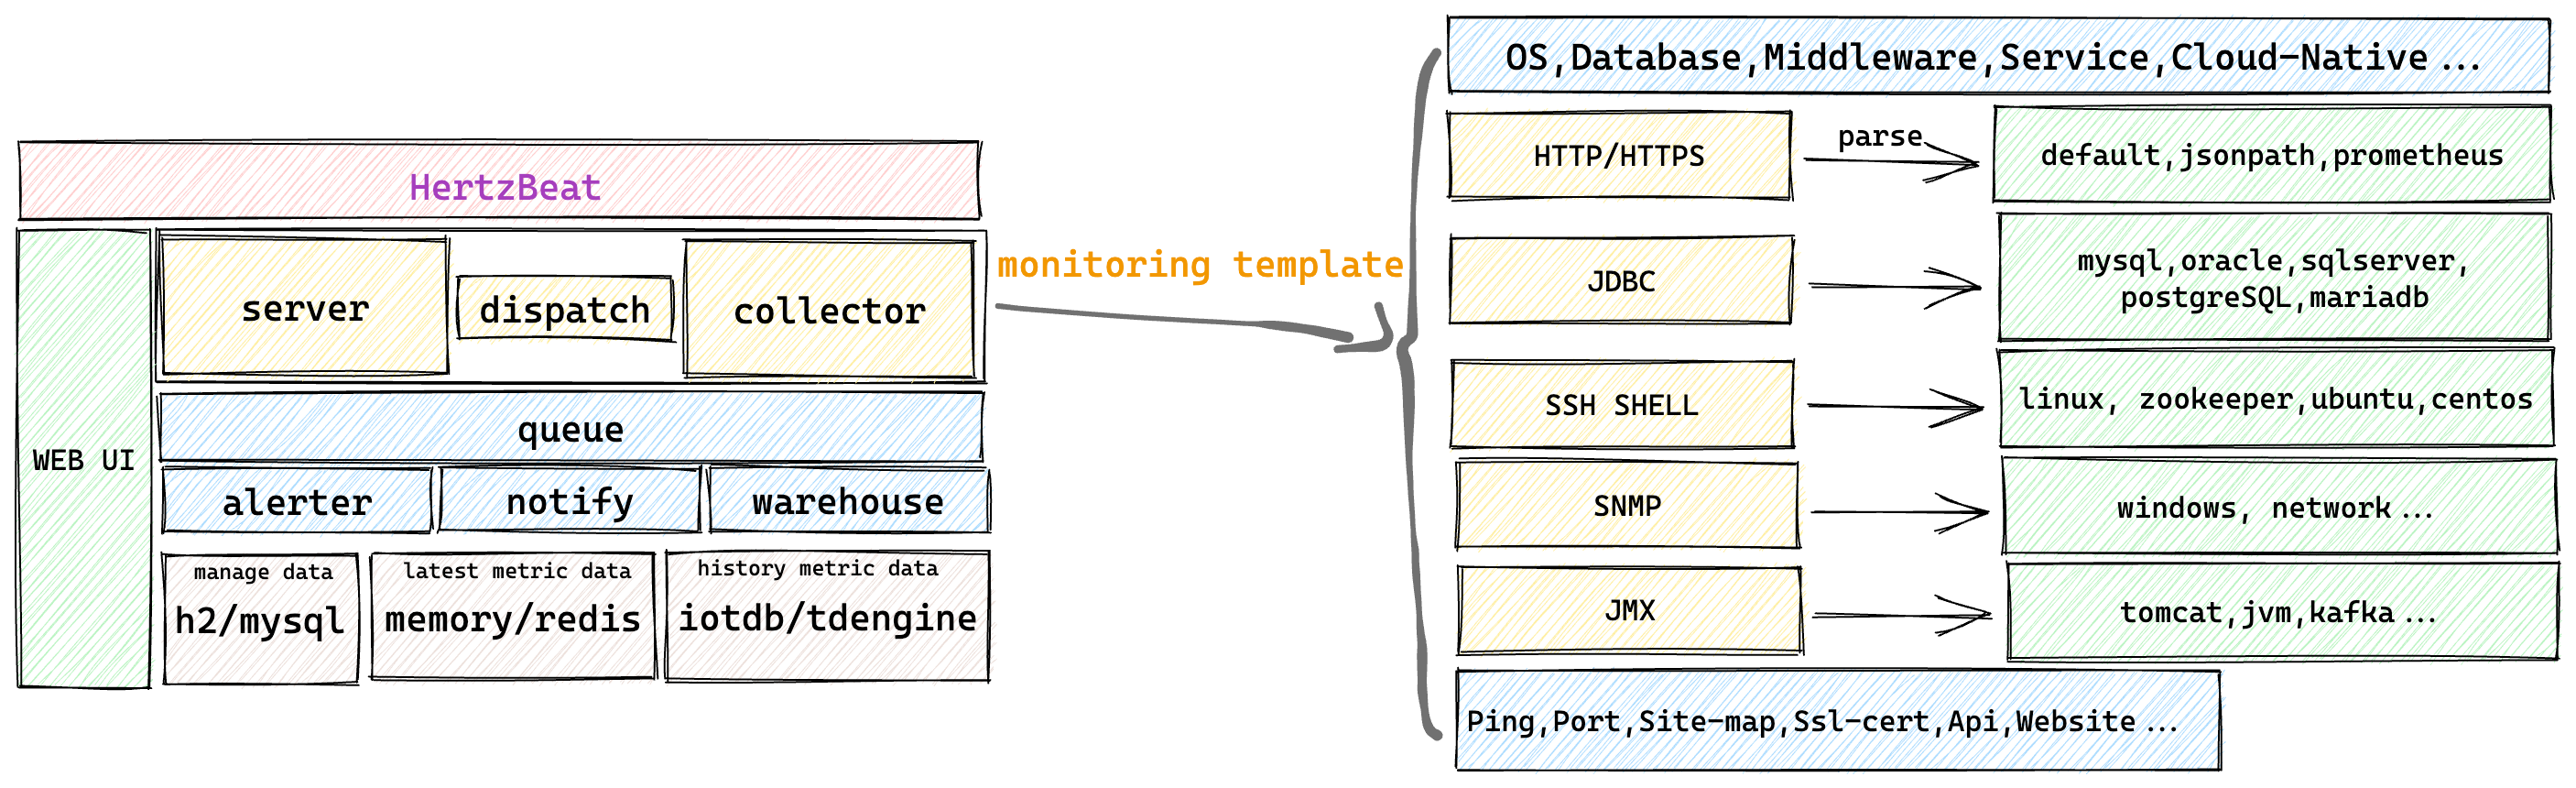 HertzBeat
WEB UI
server
dispatch
collector
queue
alerter
notify
warehouse
manage data
h2/mysql
latest metric data
memory/redis
history metric data
iotdb/tdengine
monitoring template
OS,Database,Middleware,Service,Cloud-Native...
HTTP/HTTPS
parse
default,jsonpath,prometheus
JDBC
mysql,oracle,sqlserver,
postgreSQL,mariadb
SSH SHELL
linux, zookeeper,ubuntu,centos
SNMP
windows, network...
JMX
tomcat,jvm,kafka...
Ping,Port,Site-map,Ssl-cert,Api,Website...